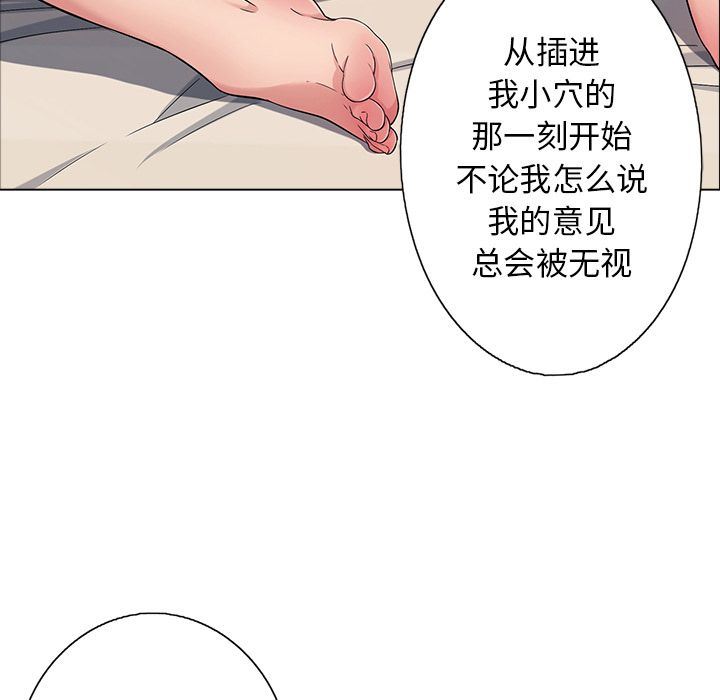 从插进
我小穴的
那一刻开始
不论我怎么说
我的意见
总会被无视